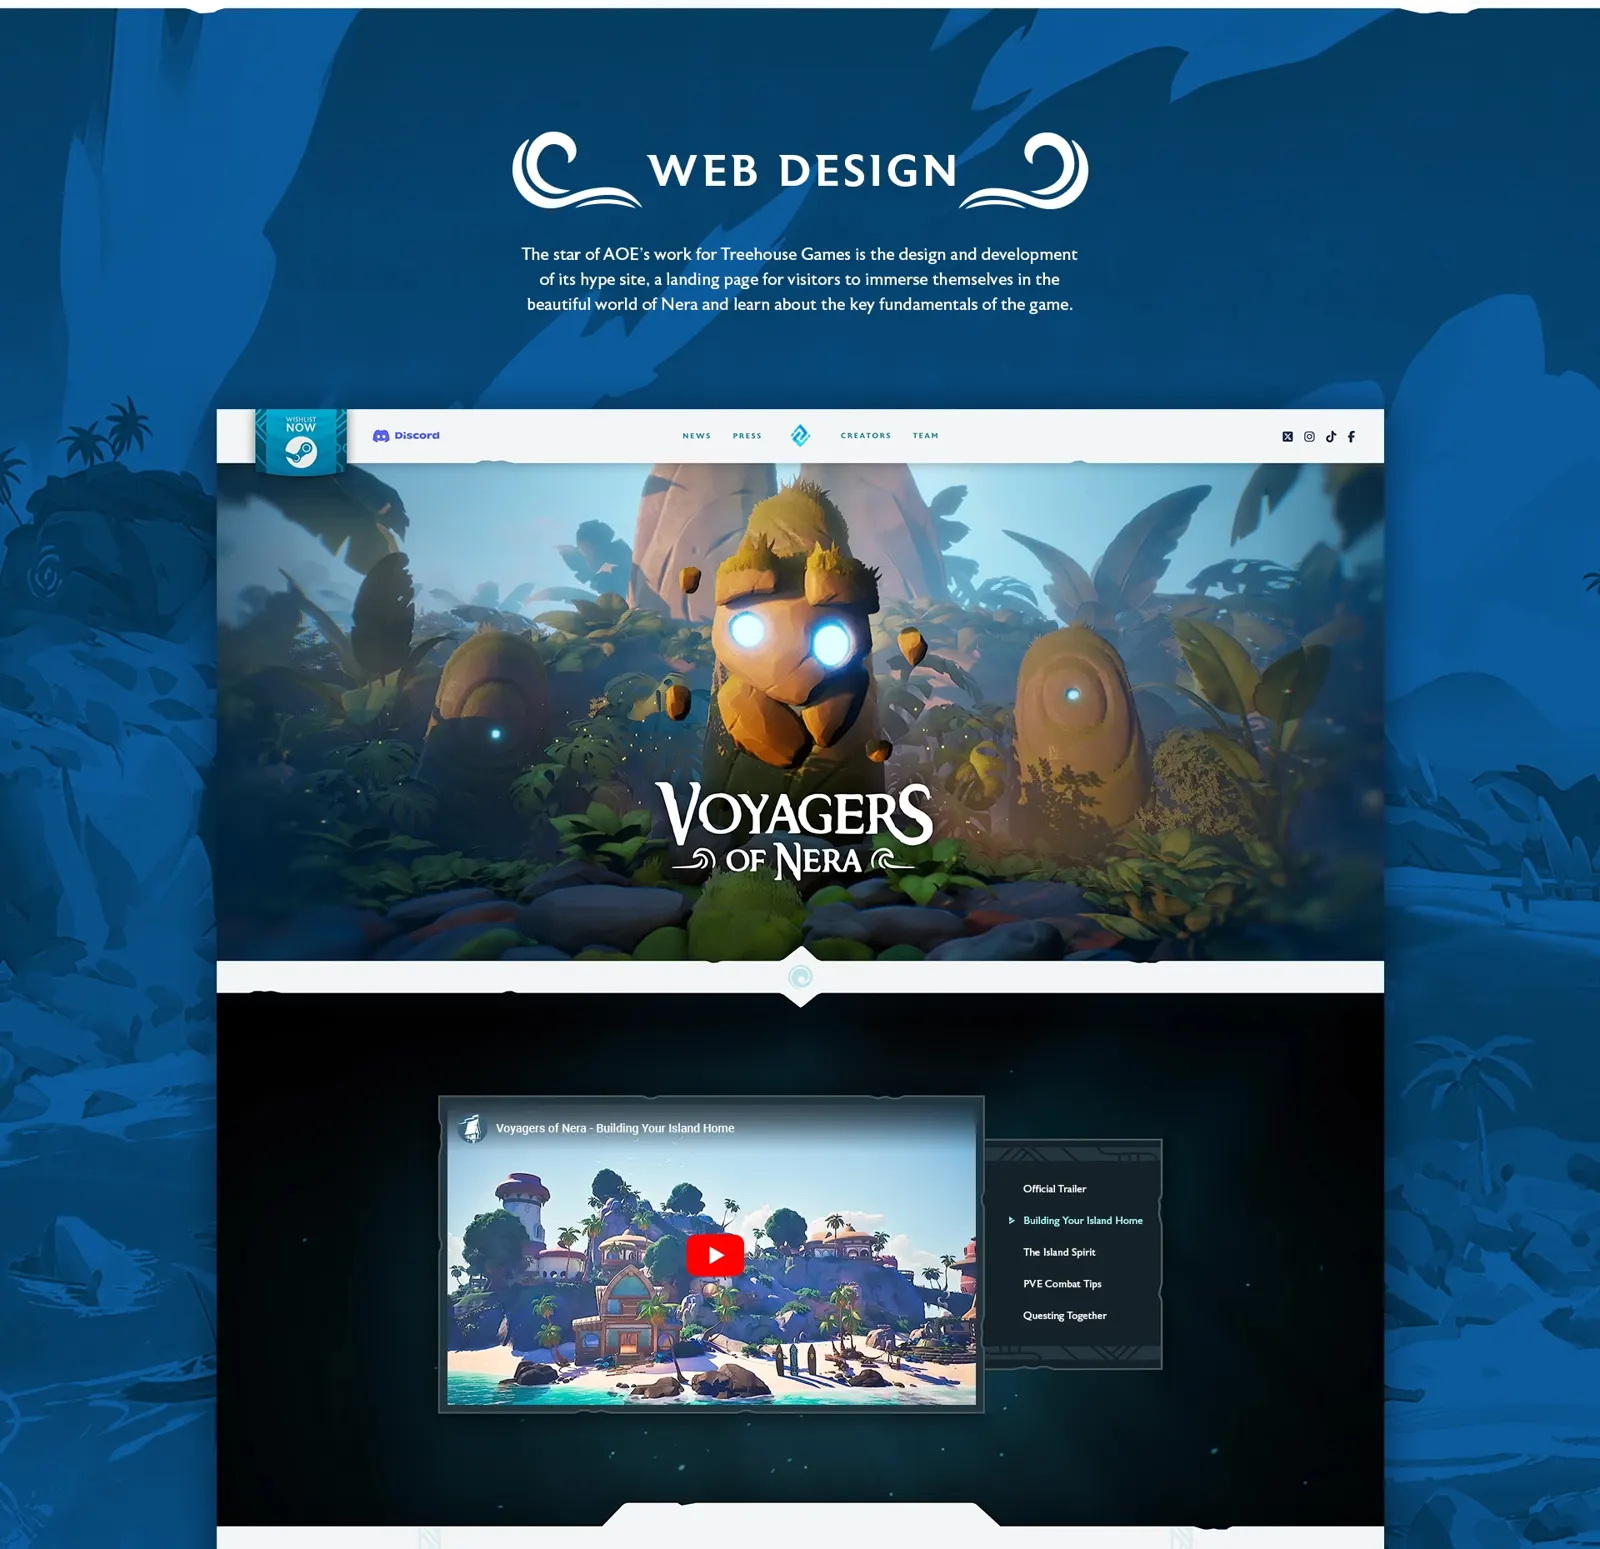 WEB DESIGN
The star of AOE's work for Treehouse Games is the design and development
of its hype site, a landing page for visitors to immerse themselves in the
beautiful world of Nera and learn about the key fundamentals of the game.
WISHLIST
NOW
Discord
NEWS
PRESS
CREATORS
TEAM
VOYAGERS
OF NERA
Voyagers of Nera - Building Your Island Home
Official Trailer
Building Your Island Home
The Island Spirit
PVE Combat Tips
Questing Together